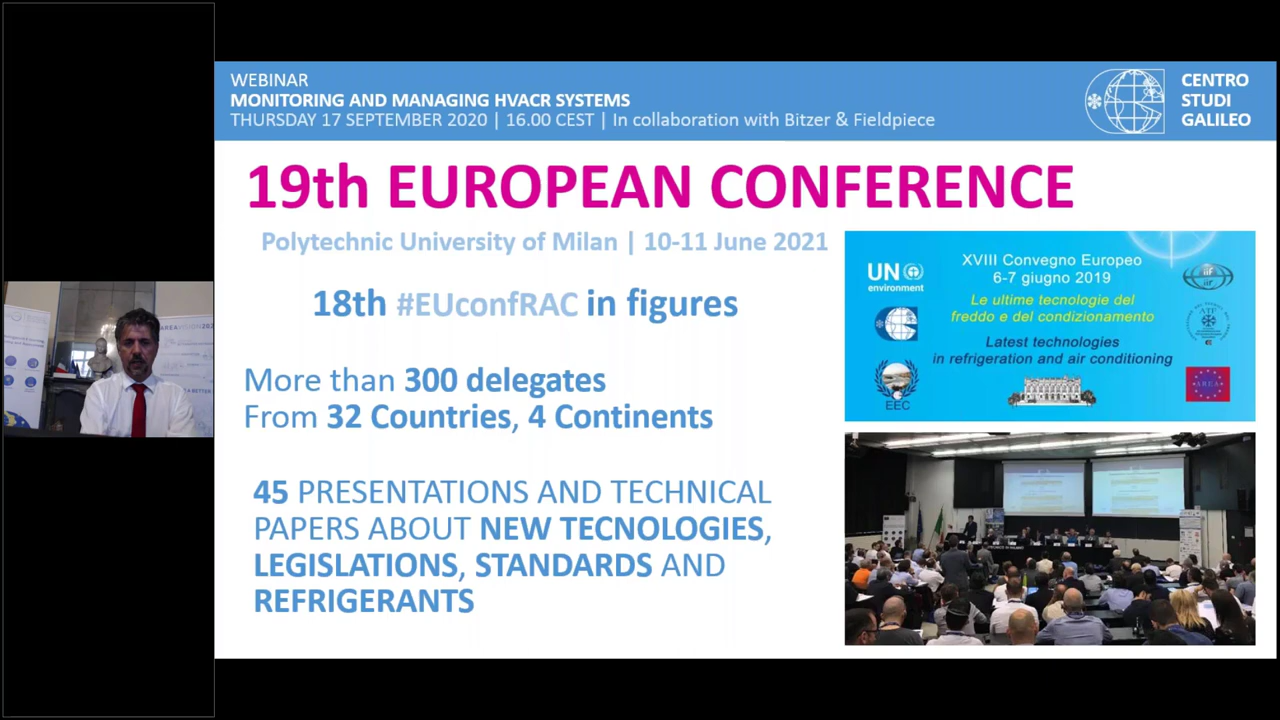 WEBINAR
MONITORING AND MANAGING HVACR SYSTEMS
THURSDAY 17 SEPTEMBER 2020 | 16.00 CEST | In collaboration with Bitzer & Fieldpiece
CENTRO
STUDI
GALILEO
19th EUROPEAN CONFERENCE
Polytechnic University of Milan | 10-11 June 2021
18th #EUconfRAC in figures
More than 300 delegates
From 32 Countries, 4 Continents
45 PRESENTATIONS AND TECHNICAL
PAPERS ABOUT NEW TECNOLOGIES,
LEGISLATIONS, STANDARDS AND
REFRIGERANTS
UN
environment
XVIII Convegno Europeo
6-7 giugno 2019
Le ultime tecnologie del
freddo e del condizionamento
Latest technologies
in refrigeration and air conditioning
EEC
iif
iir
ATF
AREA